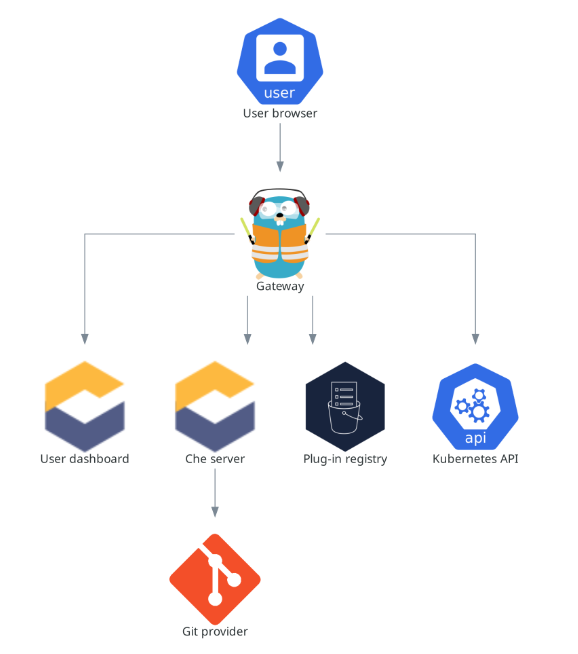 user
User browser
Gateway
User dashboard
Che server
Plug-in registry
api
Kubernetes API
Git provider